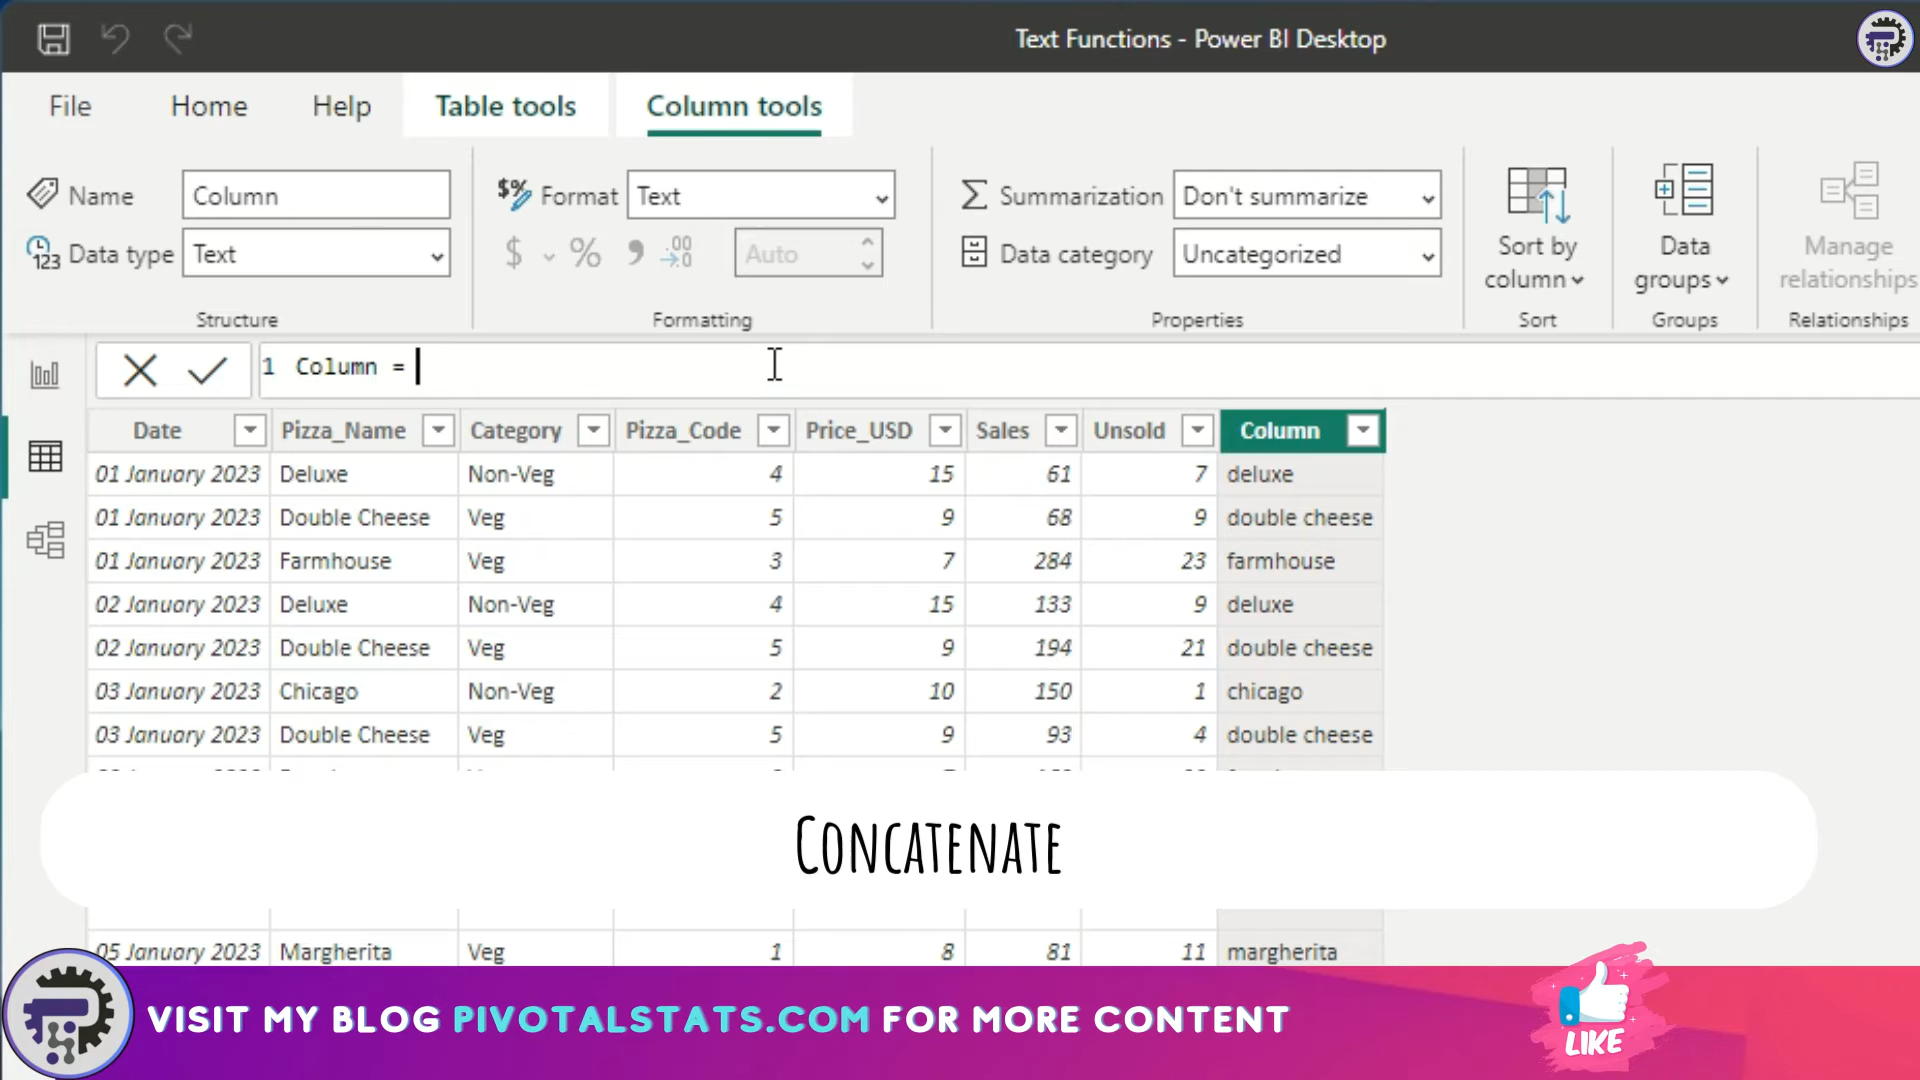 Text Functions - Power BI Desktop
File Home Help Table tools Column tools
Name Column $% Format Text Summarization Don't summarize Sort by column Data groups Manage relationships
123 Data type Text $ % , .00 .0 Auto Data category Uncategorized
Structure Formatting Properties Sort Groups Relationships
1 Column =
Date Pizza_Name Category Pizza_Code Price_USD Sales Unsold Column
01 January 2023 Deluxe Non-Veg 4 15 61 7 deluxe
01 January 2023 Double Cheese Veg 5 9 68 9 double cheese
01 January 2023 Farmhouse Veg 3 7 284 23 farmhouse
02 January 2023 Deluxe Non-Veg 4 15 133 9 deluxe
02 January 2023 Double Cheese Veg 5 9 194 21 double cheese
03 January 2023 Chicago Non-Veg 2 10 150 1 chicago
03 January 2023 Double Cheese Veg 5 9 93 4 double cheese
Concatenate
05 January 2023 Margherita Veg 1 8 81 11 margherita
VISIT MY BLOG PIVOTALSTATS.COM FOR MORE CONTENT
LIKE